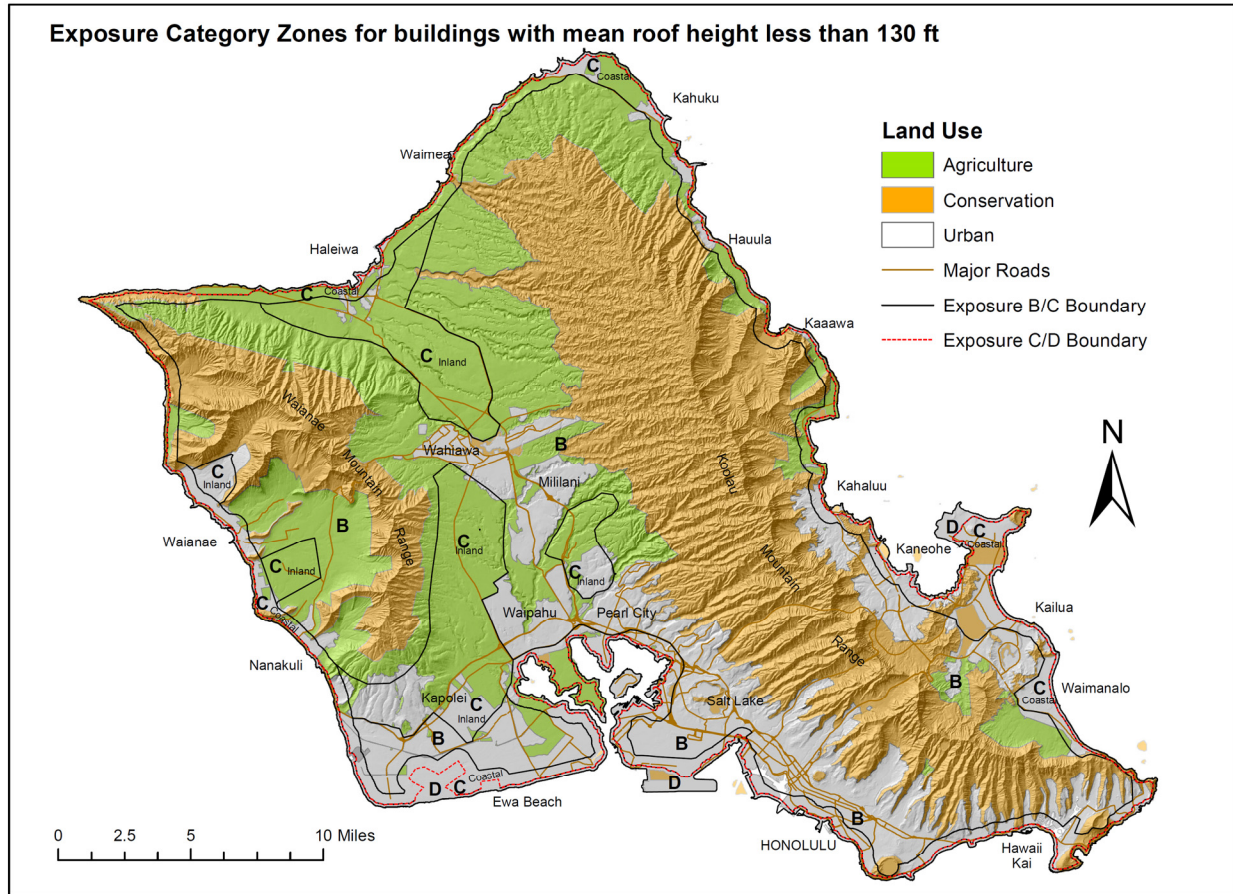 Exposure Category Zones for buildings with mean roof height less than 130 ft
C
Coastal
Kahuku
Land Use
Agriculture
Conservation
Urban
Major Roads
Exposure B/C Boundary
Exposure C/D Boundary
Waimea
Hauula
Haleiwa
C
Coastal
Kaaawa
C Inland
Waianae
Mountain
Range
Wahiawa
B
Mililani
Koolau
Mountain
Range
N
C
Inland
Kahaluu
B
C
Inland
D
C
Coastal
Waianae
Kaneohe
C Inland
C
Inland
Kailua
C
Coastal
Waipahu
Pearl City
Nanakuli
B
C
Coastal
Waimanalo
Kapolei
C
Inland
Salt Lake
B
B
D
C
Coastal
Ewa Beach
D
B
HONOLULU
Hawaii
Kai
0
2.5
5
10 Miles